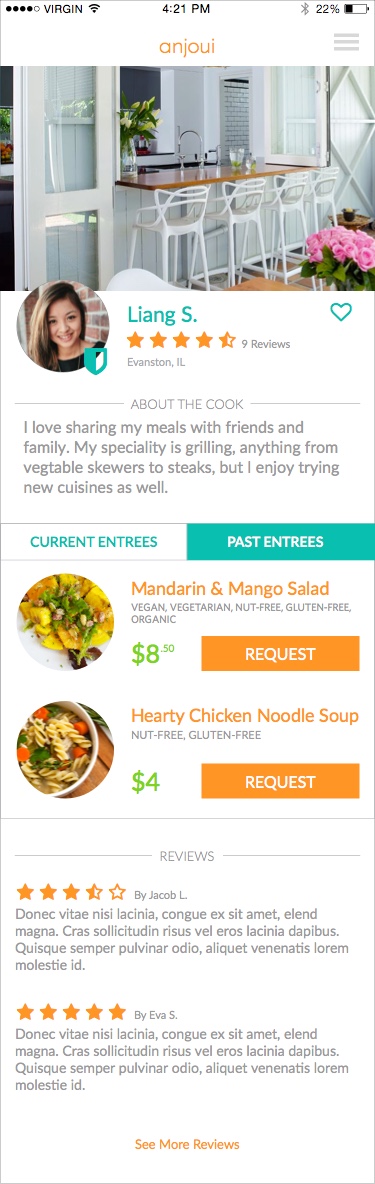 VIRGIN 4:21 PM 22%
anjoui
Liang S.
9 Reviews
Evanston, IL
ABOUT THE COOK
I love sharing my meals with friends and
family. My speciality is grilling, anything from
vegtable skewers to steaks, but I enjoy trying
new cuisines as well.
CURRENT ENTREES PAST ENTREES
Mandarin & Mango Salad
VEGAN, VEGETARIAN, NUT-FREE, GLUTEN-FREE,
ORGANIC
$8.50 REQUEST
Hearty Chicken Noodle Soup
NUT-FREE, GLUTEN-FREE
$4 REQUEST
REVIEWS
By Jacob L.
Donec vitae nisi lacinia, congue ex sit amet, elend
magna. Cras sollicitudin risus vel eros lacinia dapibus.
Quisque semper pulvinar odio, aliquet venenatis lorem
molestie id.
By Eva S.
Donec vitae nisi lacinia, congue ex sit amet, elend
magna. Cras sollicitudin risus vel eros lacinia dapibus.
Quisque semper pulvinar odio, aliquet venenatis lorem
molestie id.
See More Reviews